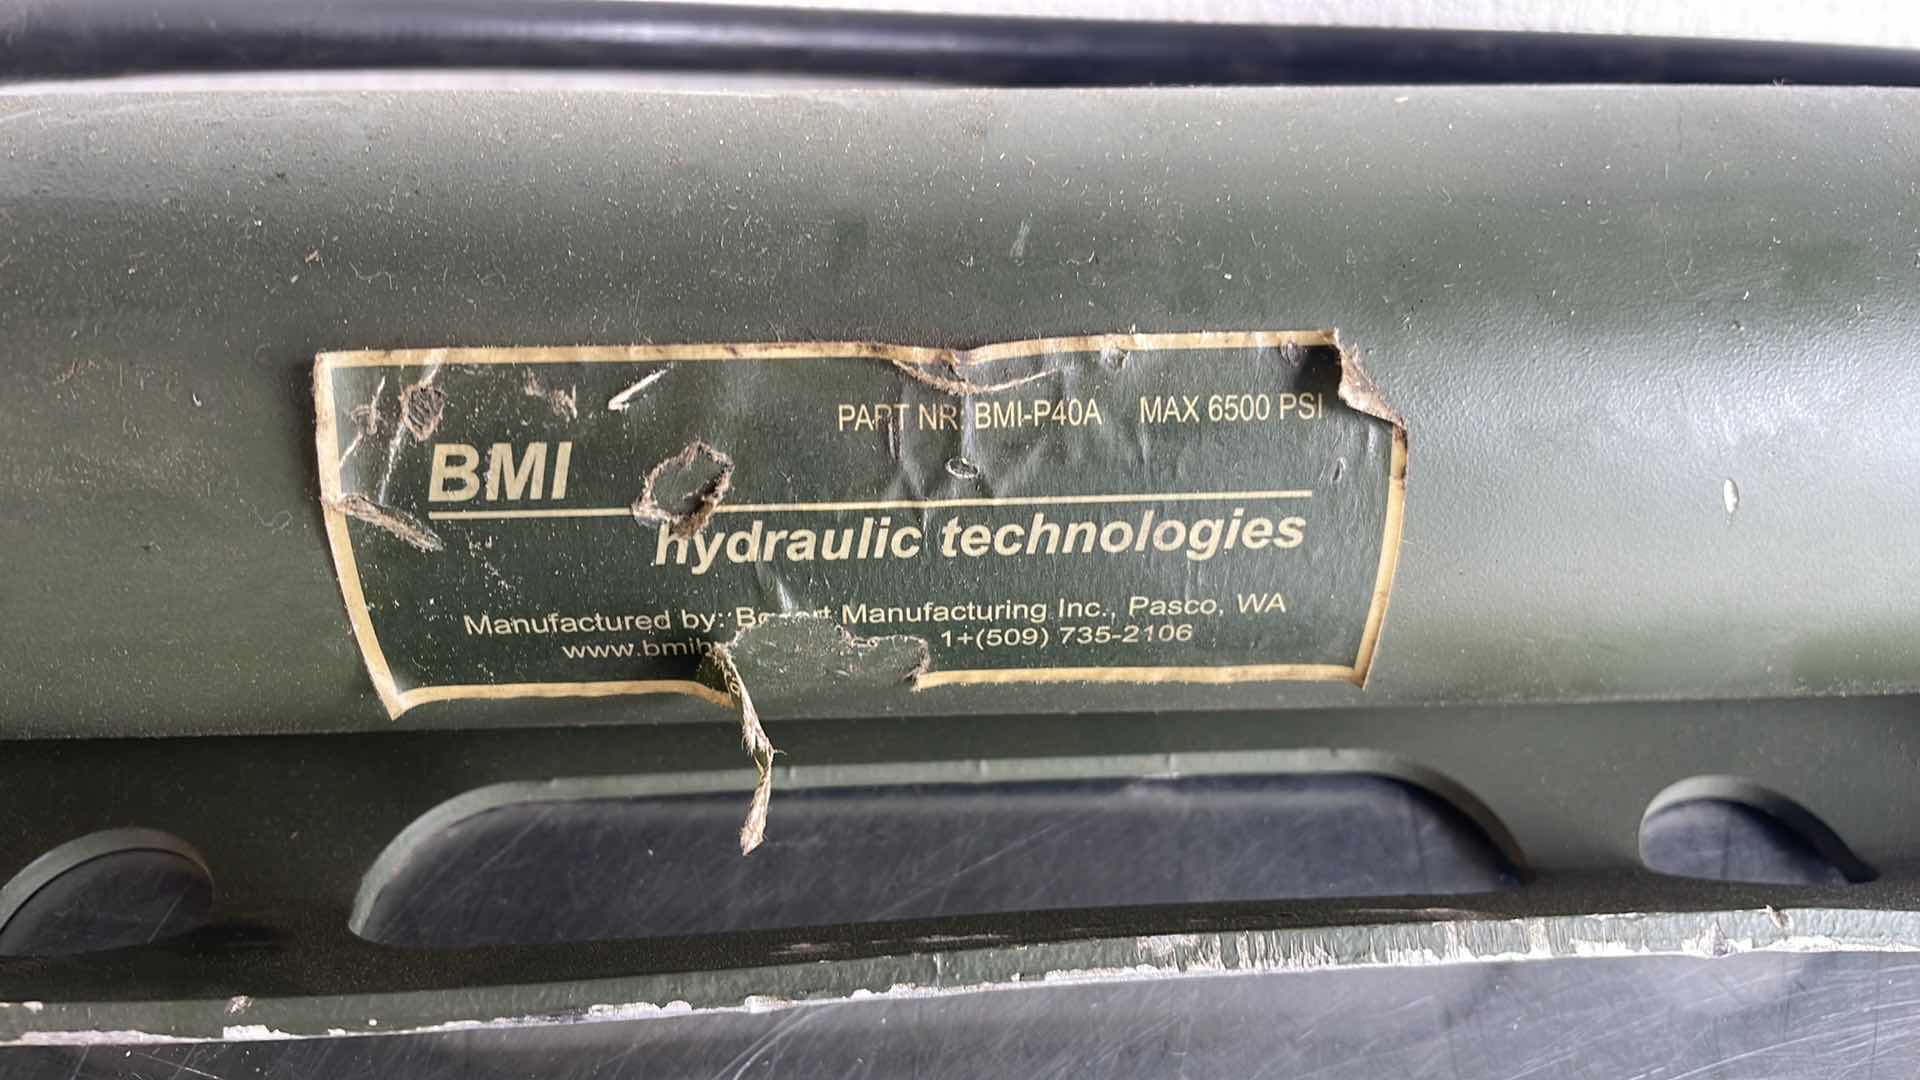 PART NR. BMI-P40A MAX 6500 PSI
BMI
hydraulic technologies
Manufactured by: Manufacturing Inc., Pasco, WA
1+(509) 735-2106